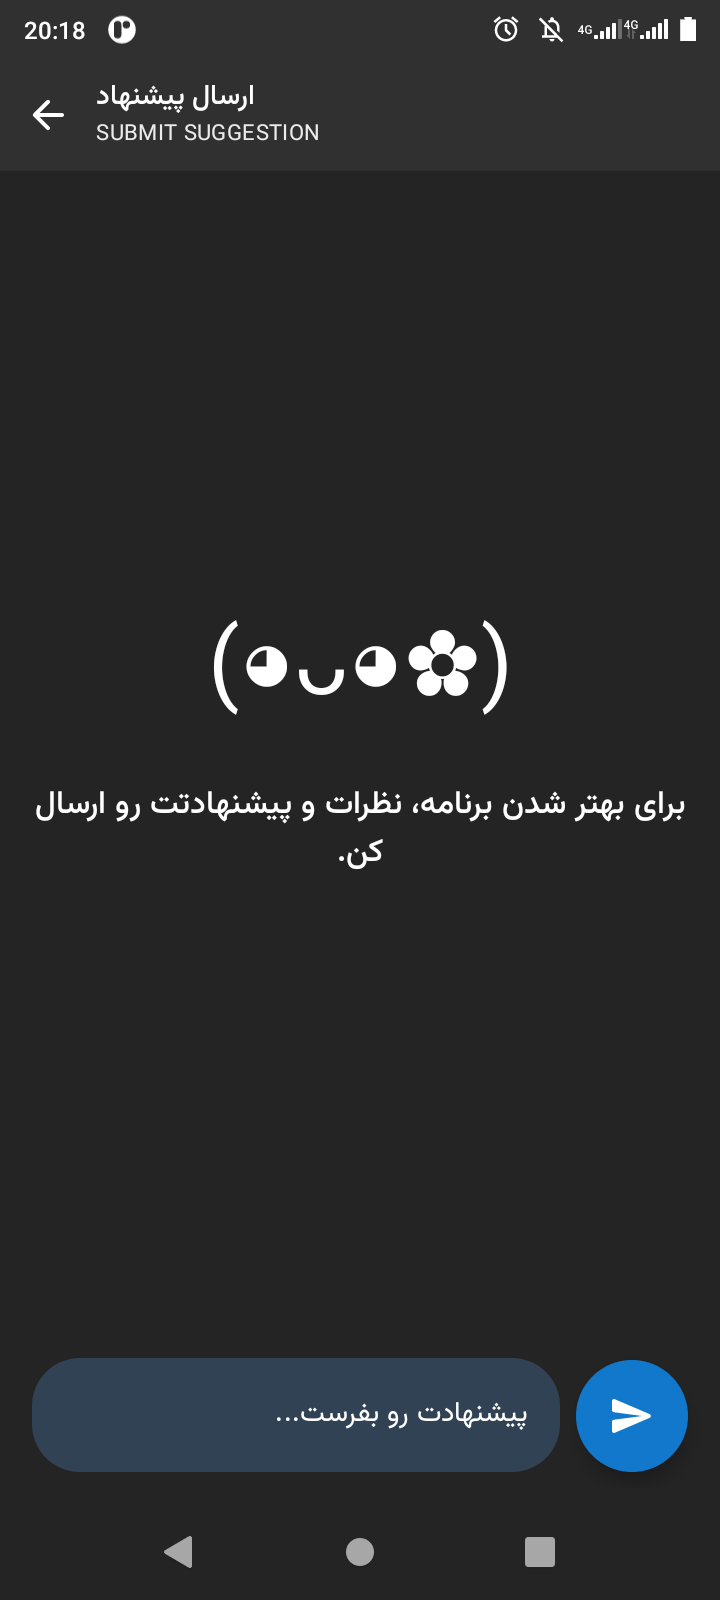 20:18
4G
4G
ارسال پیشنهاد
SUBMIT SUGGESTION
(◕ᴗ◕✿)
برای بهتر شدن برنامه، نظرات و پیشنهادتت رو ارسال
کن.
پیشنهادت رو بفرست...